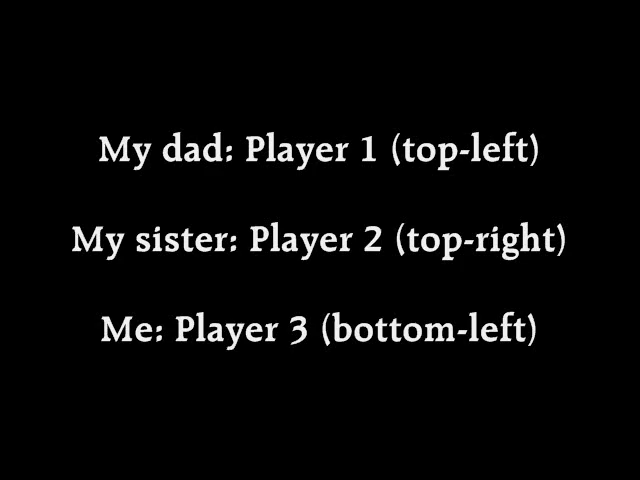 My dad: Player 1 (top-left)
My sister: Player 2 (top-right)
Me: Player 3 (bottom-left)